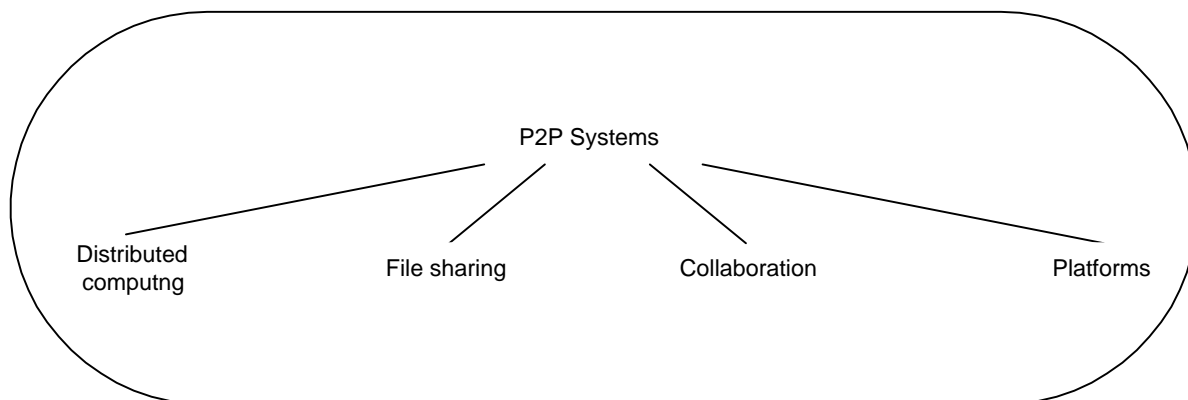 P2P Systems
Distributed
computng
File sharing
Collaboration
Platforms